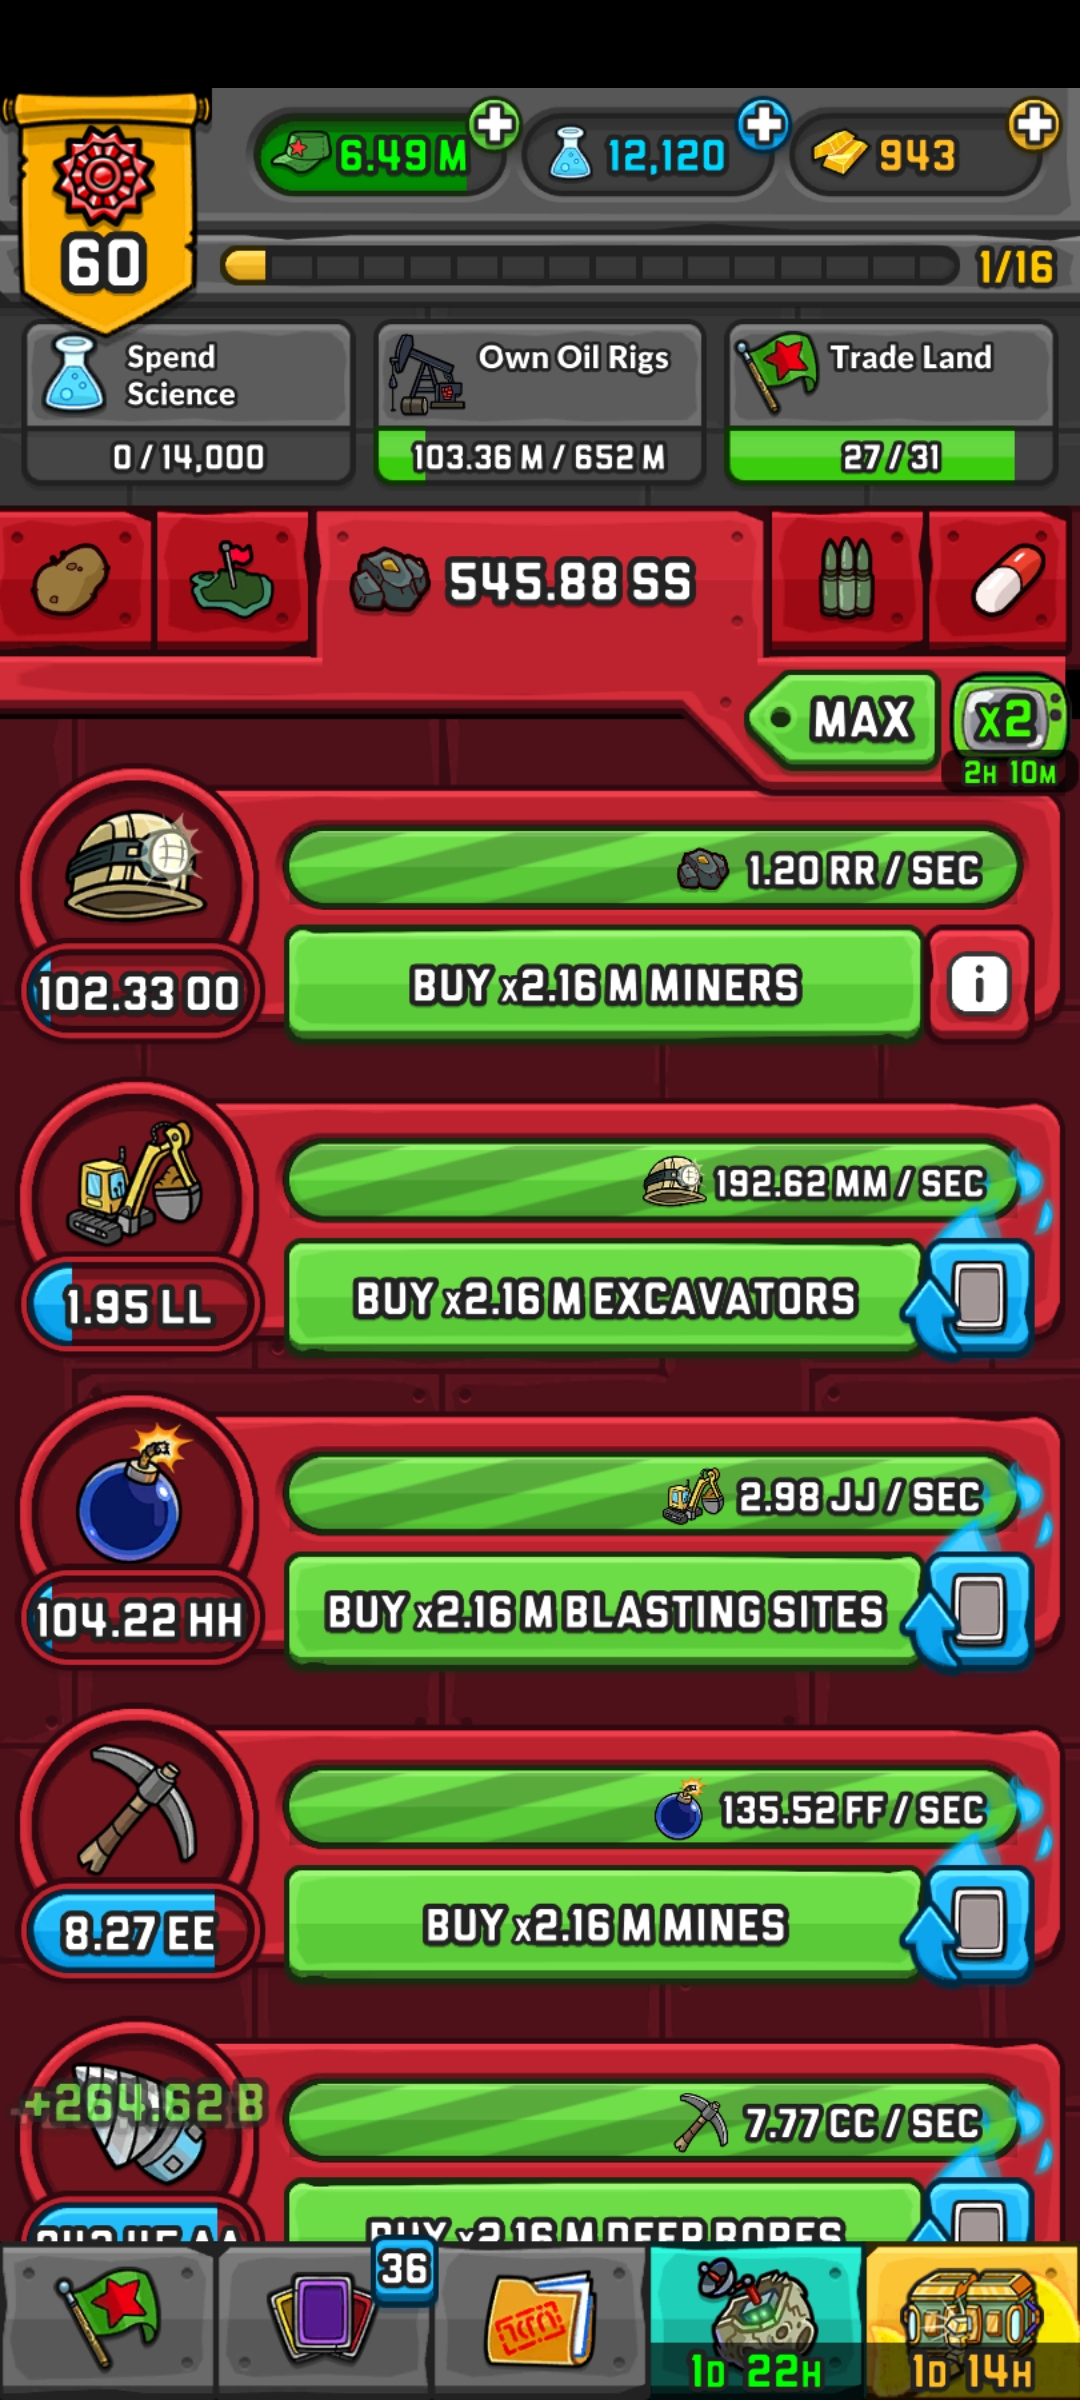 6.49 M
12,120
943
60
1/16
Spend
Science
0 / 14,000
Own Oil Rigs
103.36 M / 652 M
Trade Land
27 / 31
545.88 SS
MAX
x2
2H 10M
1.20 RR / SEC
102.33 OO
BUY x2.16 M MINERS
i
192.62 MM / SEC
1.95 LL
BUY x2.16 M EXCAVATORS
2.98 JJ / SEC
104.22 HH
BUY x2.16 M BLASTING SITES
135.52 FF / SEC
8.27 EE
BUY x2.16 M MINES
+264.62 B
7.77 CC / SEC
BUY x2.16 M DEEP BORES
36
1D 22H
1D 14H